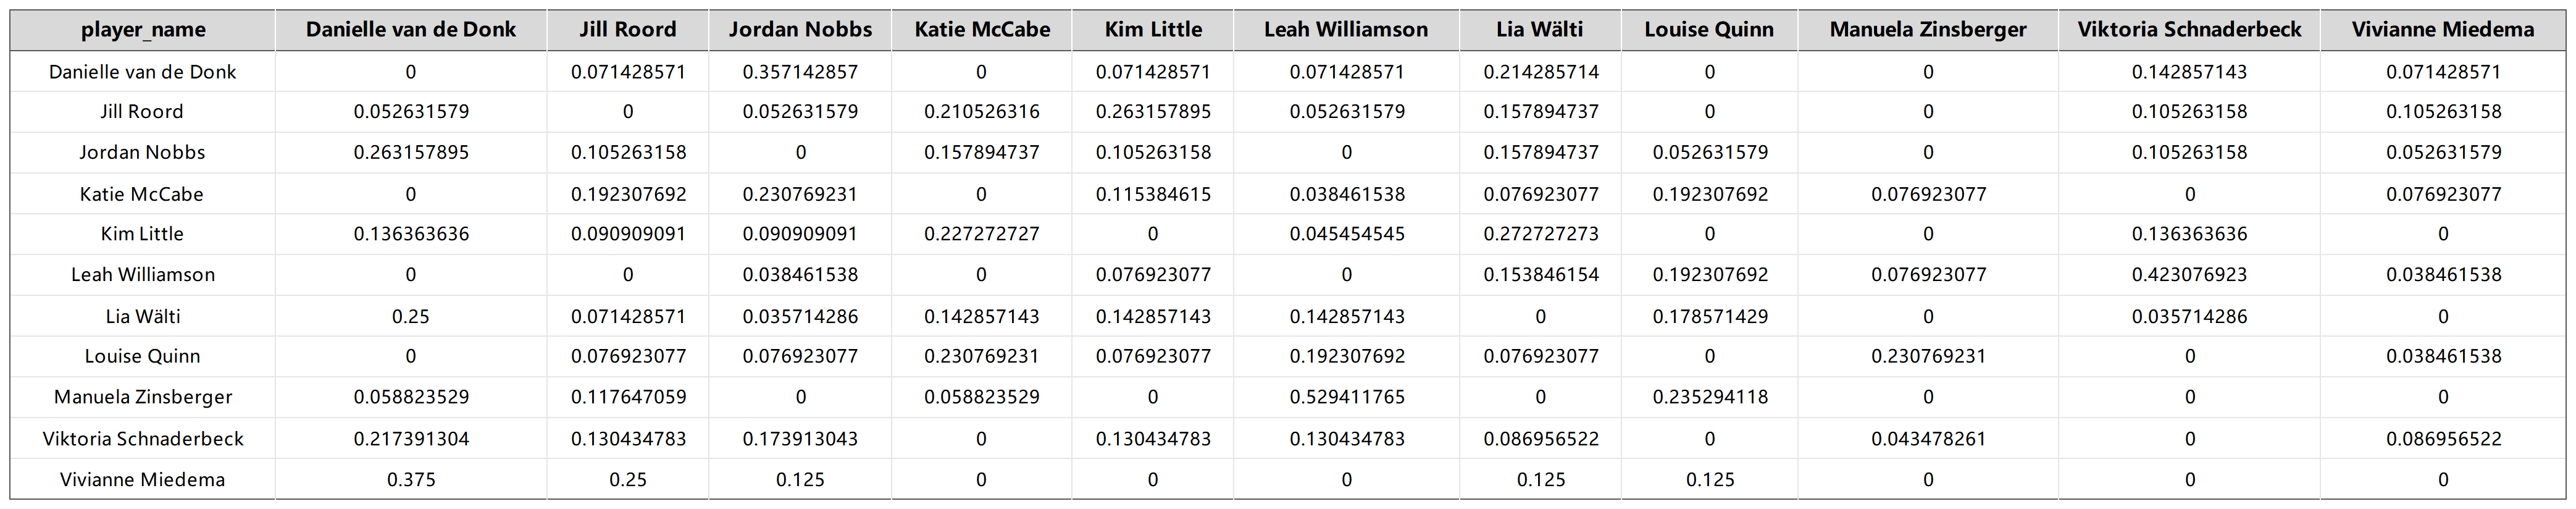 player_name Danielle van de Donk Jill Roord Jordan Nobbs Katie McCabe Kim Little Leah Williamson Lia Wälti Louise Quinn Manuela Zinsberger Viktoria Schnaderbeck Vivianne Miedema
Danielle van de Donk 0 0.071428571 0.357142857 0 0.071428571 0.071428571 0.214285714 0 0 0.142857143 0.071428571
Jill Roord 0.052631579 0 0.052631579 0.210526316 0.263157895 0.052631579 0.157894737 0 0 0.105263158 0.105263158
Jordan Nobbs 0.263157895 0.105263158 0 0.157894737 0.105263158 0 0.157894737 0.052631579 0 0.105263158 0.052631579
Katie McCabe 0 0.192307692 0.230769231 0 0.115384615 0.038461538 0.076923077 0.192307692 0.076923077 0 0.076923077
Kim Little 0.136363636 0.090909091 0.090909091 0.227272727 0 0.045454545 0.272727273 0 0 0.136363636 0
Leah Williamson 0 0 0.038461538 0 0.076923077 0 0.153846154 0.192307692 0.076923077 0.423076923 0.038461538
Lia Wälti 0.25 0.071428571 0.035714286 0.142857143 0.142857143 0.142857143 0 0.178571429 0 0.035714286 0
Louise Quinn 0 0.076923077 0.076923077 0.230769231 0.076923077 0.192307692 0.076923077 0 0.230769231 0 0.038461538
Manuela Zinsberger 0.058823529 0.117647059 0 0.058823529 0 0.529411765 0 0.235294118 0 0 0
Viktoria Schnaderbeck 0.217391304 0.130434783 0.173913043 0 0.130434783 0.130434783 0.086956522 0 0.043478261 0 0.086956522
Vivianne Miedema 0.375 0.25 0.125 0 0 0 0.125 0.125 0 0 0